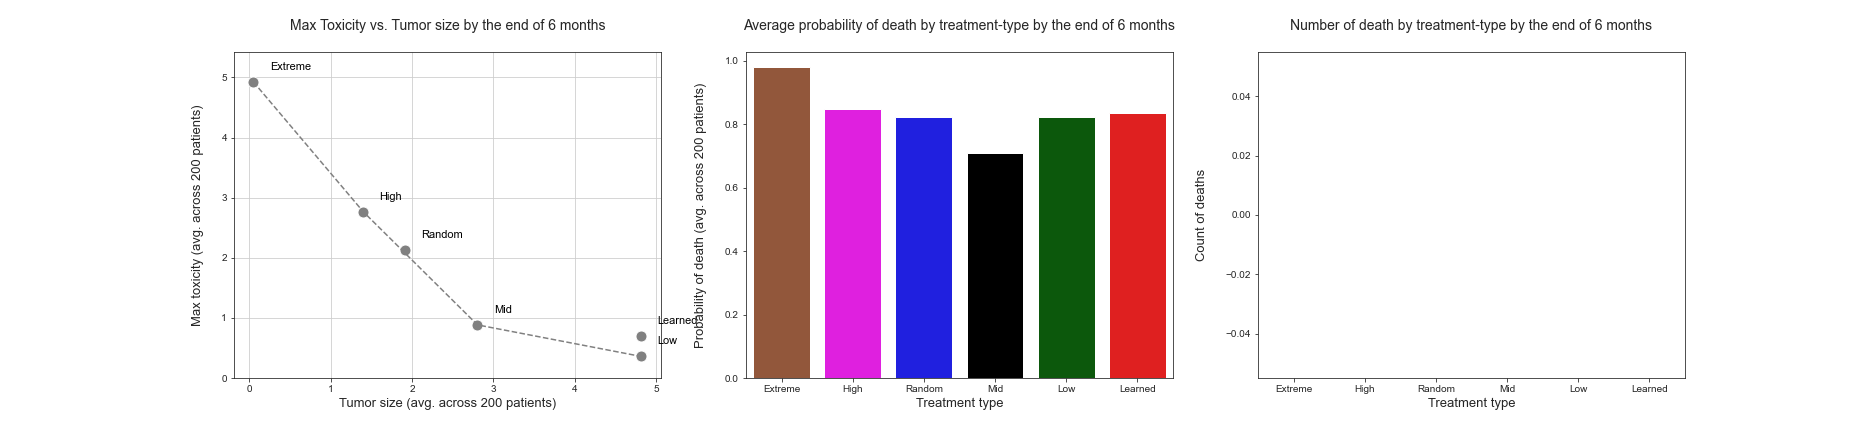 Max Toxicity vs. Tumor size by the end of 6 months
Max toxicity (avg. across 200 patients)
5
4
3
2
1
0
Extreme
High
Random
Mid
Learned
Low
0 1 2 3 4 5
Tumor size (avg. across 200 patients)
Average probability of death by treatment-type by the end of 6 months
Probability of death (avg. across 200 patients)
1.0
0.8
0.6
0.4
0.2
0.0
Extreme High Random Mid Low Learned
Treatment type
Number of death by treatment-type by the end of 6 months
Count of deaths
0.04
0.02
0.00
−0.02
−0.04
Extreme High Random Mid Low Learned
Treatment type